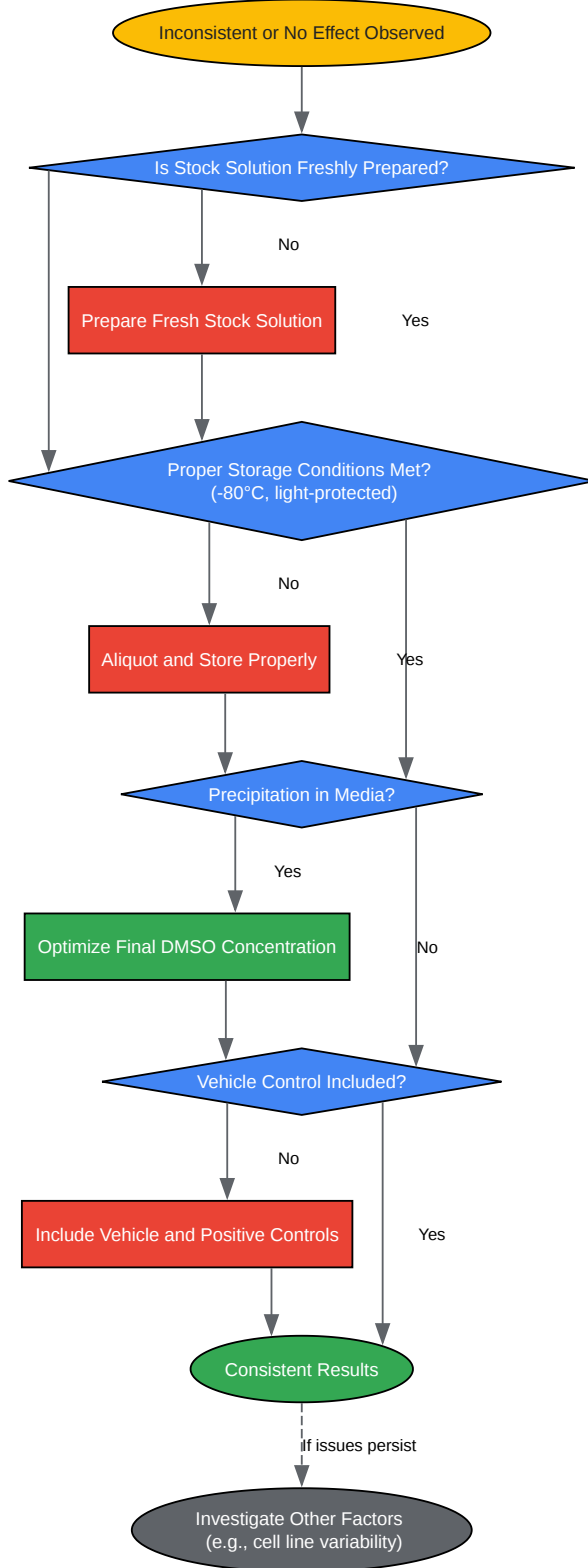 Inconsistent or No Effect Observed
Is Stock Solution Freshly Prepared?
No
Prepare Fresh Stock Solution
Yes
Proper Storage Conditions Met?
(-80°C, light-protected)
No
Aliquot and Store Properly
Yes
Precipitation in Media?
Yes
Optimize Final DMSO Concentration
No
Vehicle Control Included?
No
Include Vehicle and Positive Controls
Yes
Consistent Results
If issues persist
Investigate Other Factors
(e.g., cell line variability)